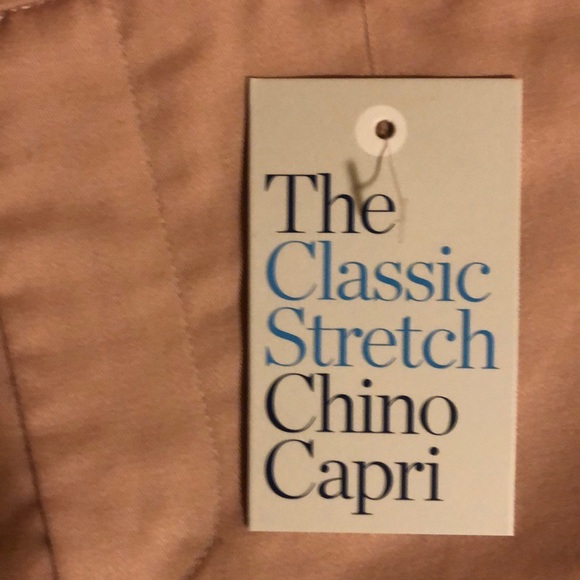 The
Classic
Stretch
Chino
Capri